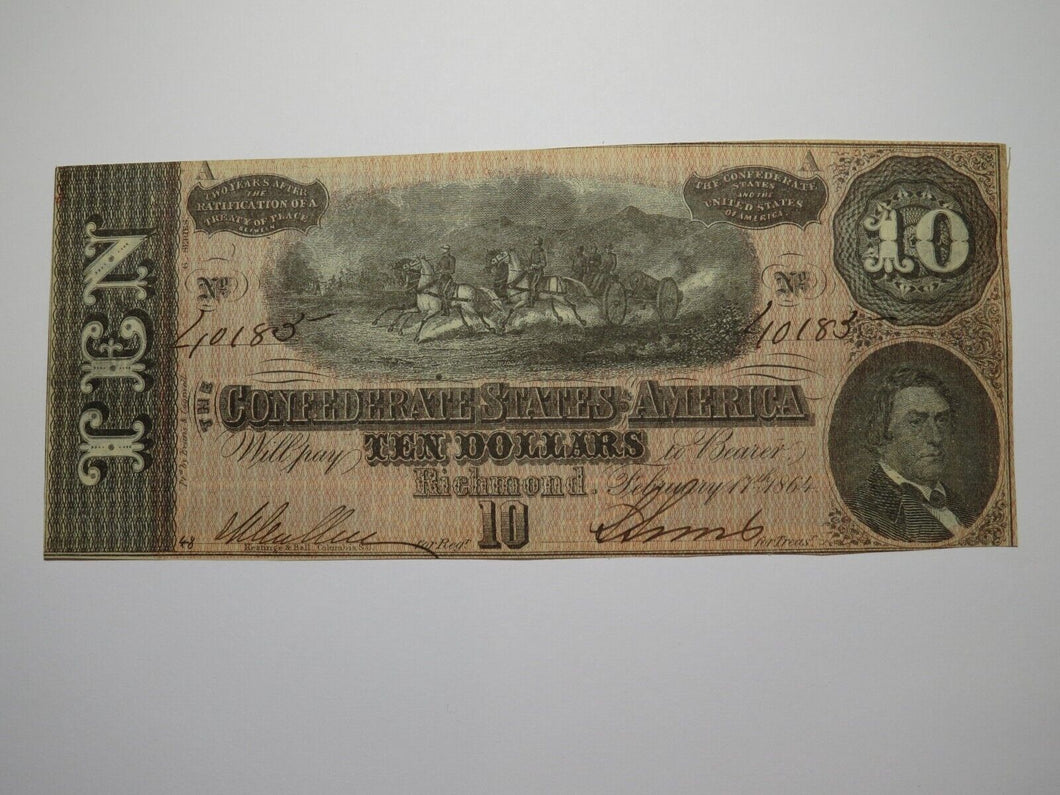 A
A
TWO YEARS AFTER
THE
RATIFICATION OF A
TREATY OF PEACE
BETWEEN
THE CONFEDERATE
STATES
AND THE
UNITED STATES
OF AMERICA.
10
TEN
No
40183
No
40183
THE
CONFEDERATE STATES OF AMERICA
Will pay TEN DOLLARS to Bearer
Richmond. February 17th 1864
10
48
for Regr.
for Treasr.
Keatinge & Ball, Columbia, S.C.